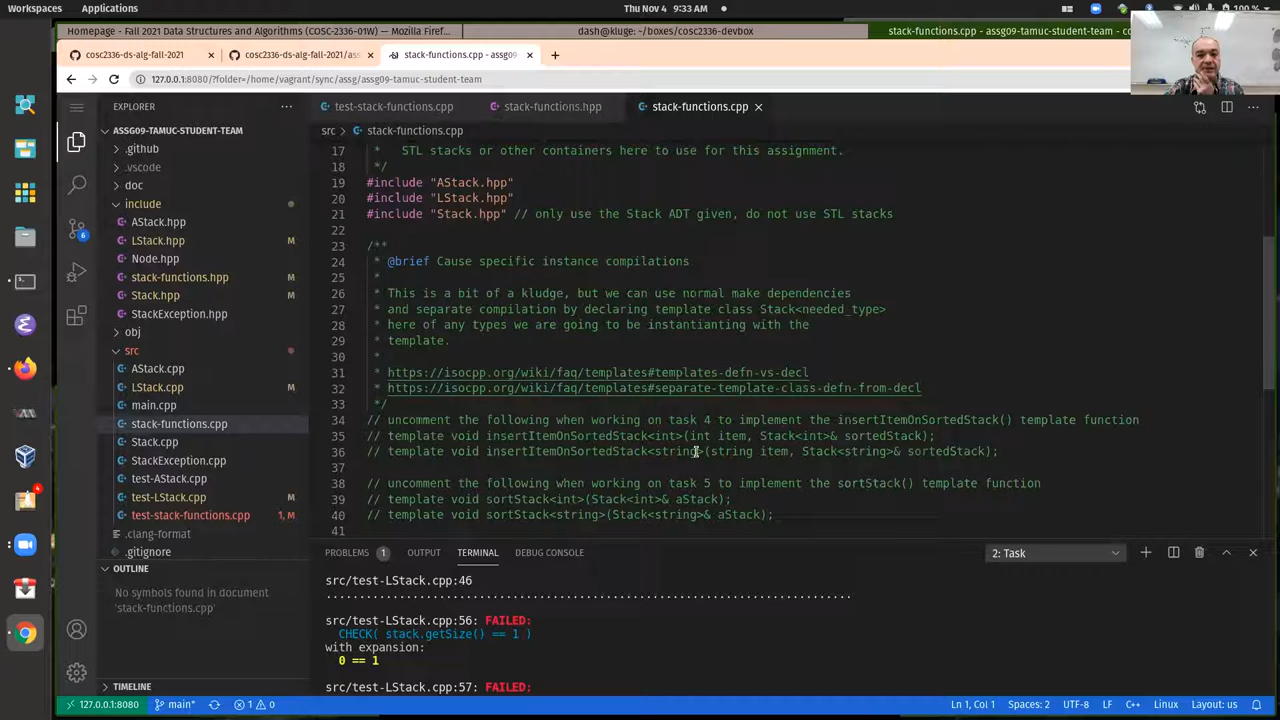 Workspaces Applications Thu Nov 4 9:33 AM 100 %
Homepage - Fall 2021 Data Structures and Algorithms (COSC-2336-01W) — Mozilla Firef... dash@kluge: ~/boxes/cosc2336-devbox stack-functions.cpp - assg09-tamuc-student-team
cosc2336-ds-alg-fall-2021 cosc2336-ds-alg-fall-2021/ass stack-functions.cpp - assg09-
127.0.0.1:8080/?folder=/home/vagrant/sync/assg/assg09-tamuc-student-team
EXPLORER
test-stack-functions.cpp stack-functions.hpp stack-functions.cpp
ASSG09-TAMUC-STUDENT-TEAM
.github
.vscode
doc
include
AStack.hpp
LStack.hpp M
Node.hpp
stack-functions.hpp M
Stack.hpp M
StackException.hpp
obj
src
AStack.cpp
LStack.cpp M
main.cpp
stack-functions.cpp
Stack.cpp
StackException.cpp
test-AStack.cpp
test-LStack.cpp M
test-stack-functions.cpp 1, M
.clang-format
.gitignore
OUTLINE
No symbols found in document
'stack-functions.cpp'
TIMELINE
6
4
src > stack-functions.cpp
17 * STL stacks or other containers here to use for this assignment.
18 */
19 #include "AStack.hpp"
20 #include "LStack.hpp"
21 #include "Stack.hpp" // only use the Stack ADT given, do not use STL stacks
22
23 /**
24 * @brief Cause specific instance compilations
25 *
26 * This is a bit of a kludge, but we can use normal make dependencies
27 * and separate compilation by declaring template class Stack<needed_type>
28 * here of any types we are going to be instantianting with the
29 * template.
30 *
31 * https://isocpp.org/wiki/faq/templates#templates-defn-vs-decl
32 * https://isocpp.org/wiki/faq/templates#separate-template-class-defn-from-decl
33 */
34 // uncomment the following when working on task 4 to implement the insertItemOnSortedStack() template function
35 // template void insertItemOnSortedStack<int>(int item, Stack<int>& sortedStack);
36 // template void insertItemOnSortedStack<string>(string item, Stack<string>& sortedStack);
37
38 // uncomment the following when working on task 5 to implement the sortStack() template function
39 // template void sortStack<int>(Stack<int>& aStack);
40 // template void sortStack<string>(Stack<string>& aStack);
41
PROBLEMS 1 OUTPUT TERMINAL DEBUG CONSOLE 2: Task
src/test-LStack.cpp:46
...............................................................................
src/test-LStack.cpp:56: FAILED:
CHECK( stack.getSize() == 1 )
with expansion:
0 == 1
src/test-LStack.cpp:57: FAILED:
127.0.0.1:8080 main* 1 0 Ln 1, Col 1 Spaces: 2 UTF-8 LF C++ Linux Layout: us